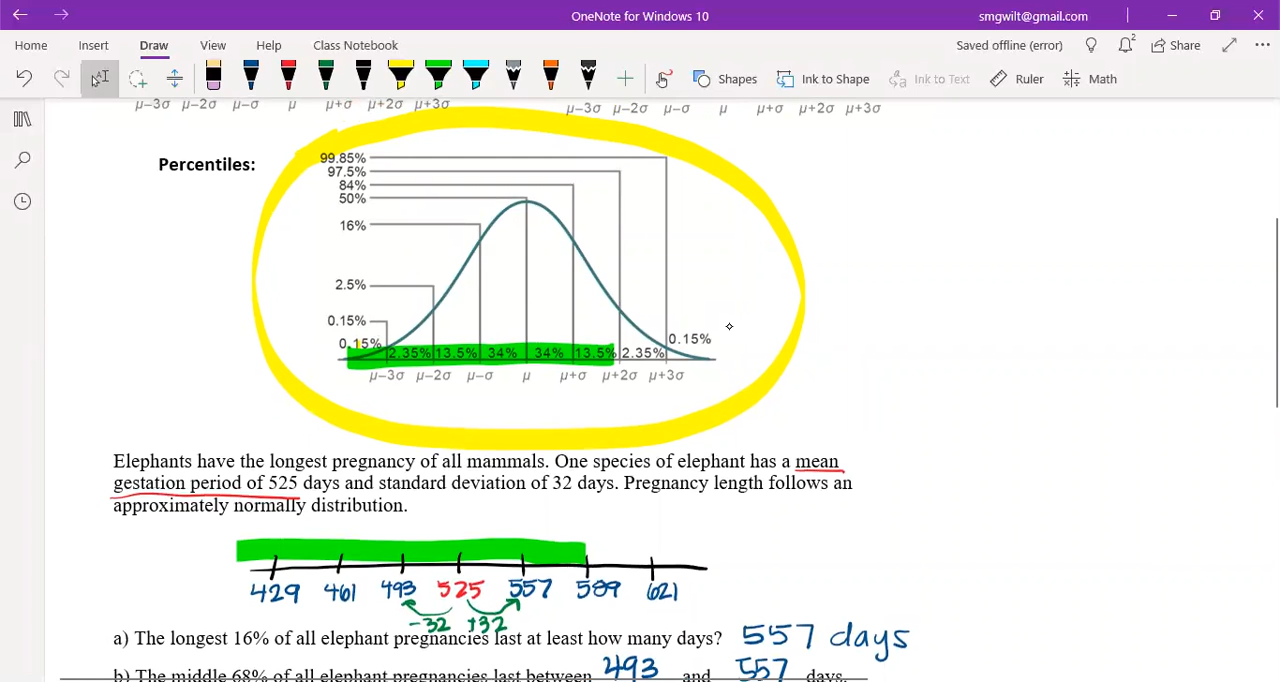 OneNote for Windows 10
smgwilt@gmail.com
Home Insert Draw View Help Class Notebook
Saved offline (error) Share
Shapes Ink to Shape Ink to Text Ruler Math
μ−3σ μ−2σ μ−σ μ μ+σ μ+2σ μ+3σ μ−3σ μ−2σ μ−σ μ μ+σ μ+2σ μ+3σ
Percentiles:
99.85%
97.5%
84%
50%
16%
2.5%
0.15%
0.15% 2.35% 13.5% 34% 34% 13.5% 2.35% 0.15%
μ−3σ μ−2σ μ−σ μ μ+σ μ+2σ μ+3σ
Elephants have the longest pregnancy of all mammals. One species of elephant has a mean
gestation period of 525 days and standard deviation of 32 days. Pregnancy length follows an
approximately normally distribution.
429 461 493 525 557 589 621
-32 +32
a) The longest 16% of all elephant pregnancies last at least how many days? 557 days
b) The middle 68% of all elephant pregnancies last between 493 and 557 days.